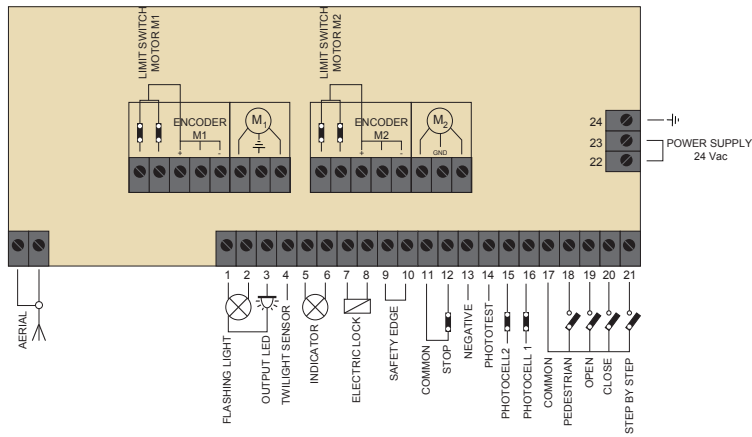 LIMIT SWITCH
MOTOR M1
LIMIT SWITCH
MOTOR M2
ENCODER
M1
+
-
M1
ENCODER
M2
+
-
M2
GND
24
23
22
POWER SUPPLY
24 Vac
1 2 3 4 5 6 7 8 9 10 11 12 13 14 15 16 17 18 19 20 21
AERIAL
FLASHING LIGHT
OUTPUT LED
TWILIGHT SENSOR
INDICATOR
ELECTRIC LOCK
SAFETY EDGE
COMMON
STOP
NEGATIVE
PHOTOTEST
PHOTOCELL2
PHOTOCELL 1
COMMON
PEDESTRIAN
OPEN
CLOSE
STEP BY STEP